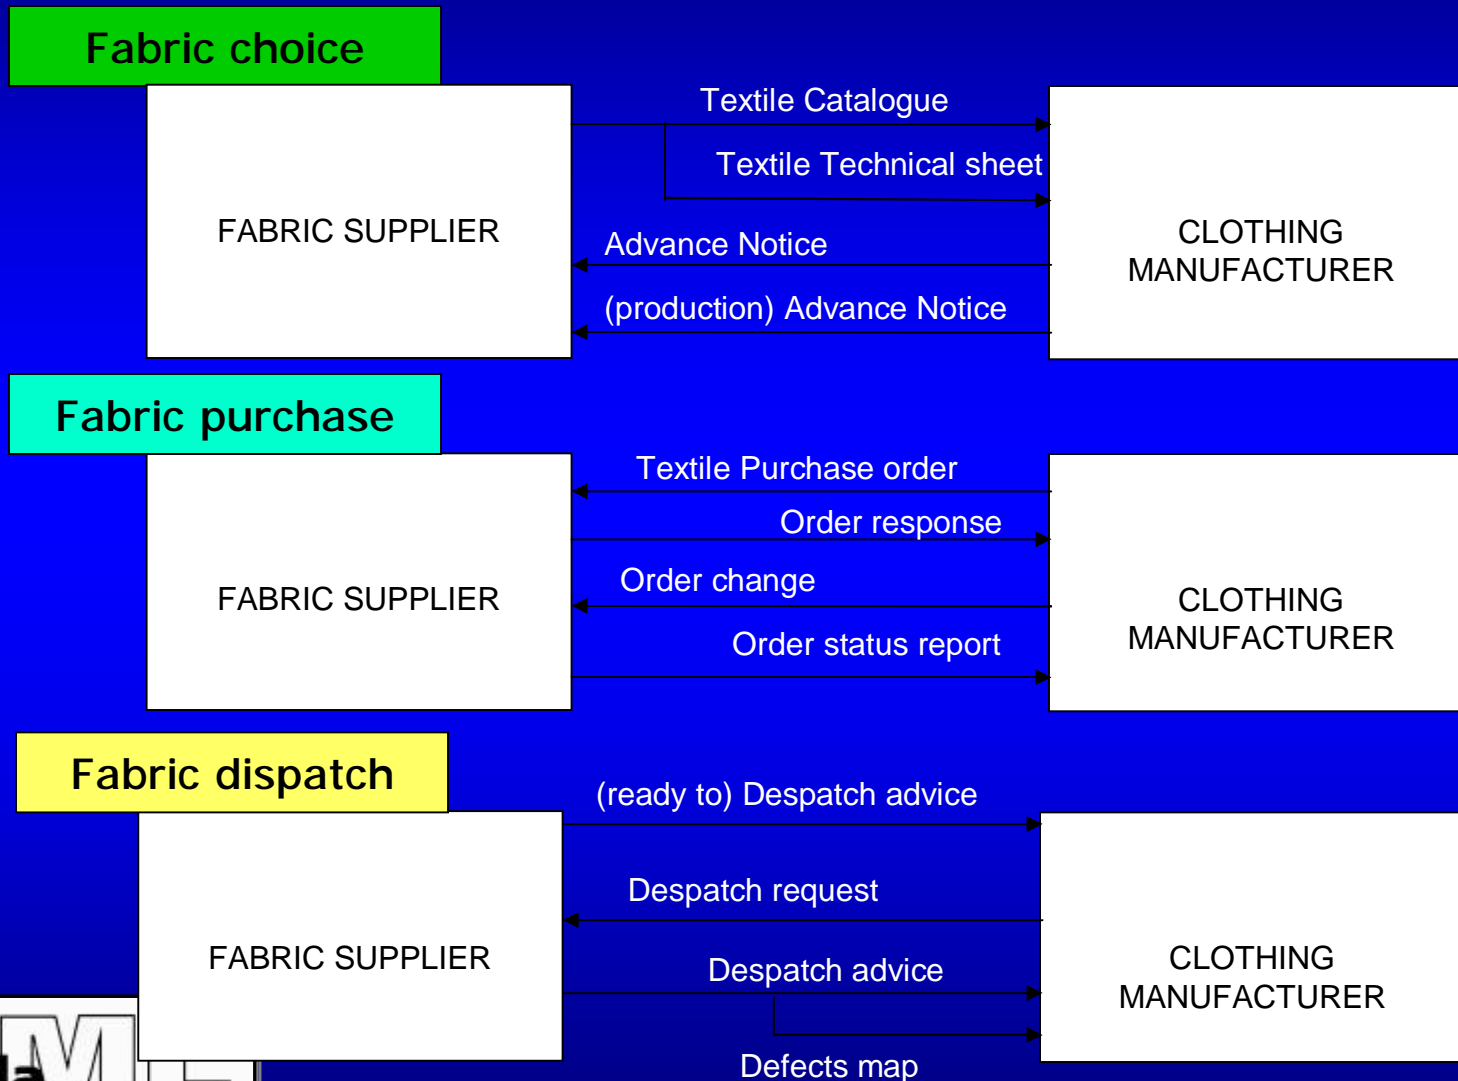 Fabric choice
Textile Catalogue
Textile Technical sheet
FABRIC SUPPLIER
Advance Notice
CLOTHING
MANUFACTURER
(production) Advance Notice
Fabric purchase
Textile Purchase order
Order response
FABRIC SUPPLIER
Order change
CLOTHING
MANUFACTURER
Order status report
Fabric dispatch
(ready to) Despatch advice
Despatch request
FABRIC SUPPLIER
Despatch advice
CLOTHING
MANUFACTURER
Defects map